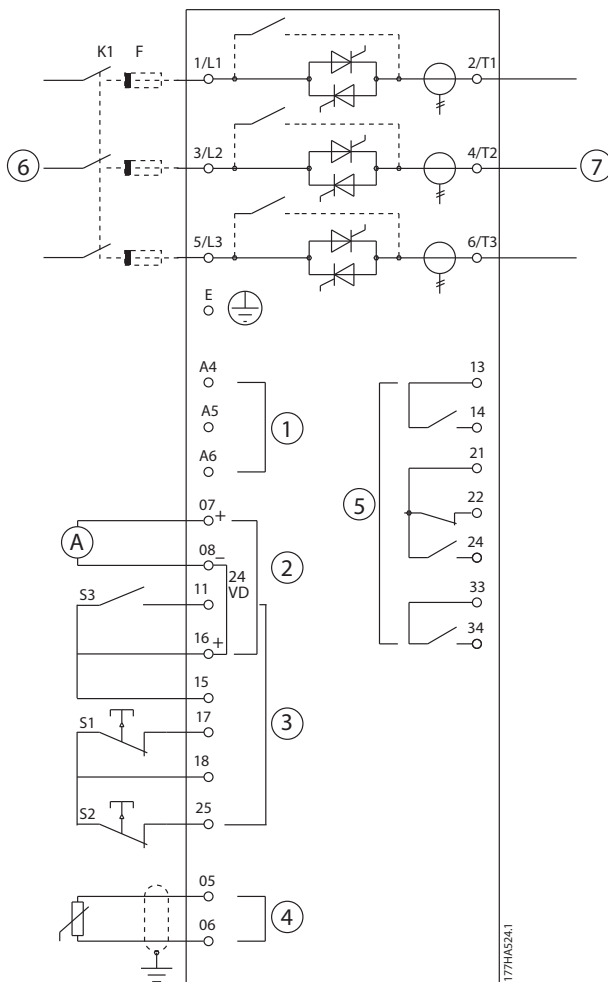 K1 F 1/L1 2/T1
6 3/L2 4/T2 7
5/L3 6/T3
E
A4 13
A5 1 14
A6 21
5 22
07 + 24
A 08 – 2
24
VD
S3 11 33
16 + 34
15
S1 17 3
18
S2 25
05
4
06
177HA524.1